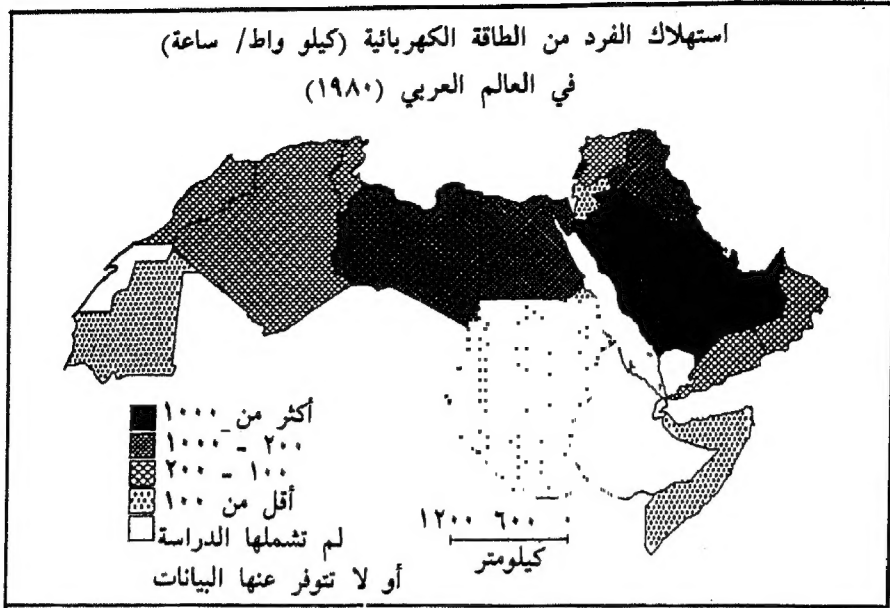 استهلاك الفرد من الطاقة الكهربائية (كيلو واط/ ساعة)
في العالم العربي (١٩٨٠)
أكثر من ١٠٠٠
٢٠٠ - ١٠٠٠
١٠٠ - ٢٠٠
أقل من ١٠٠
لم تشملها الدراسة
أو لا تتوفر عنها البيانات
٠ ٦٠٠ ١٢٠٠
كيلومتر